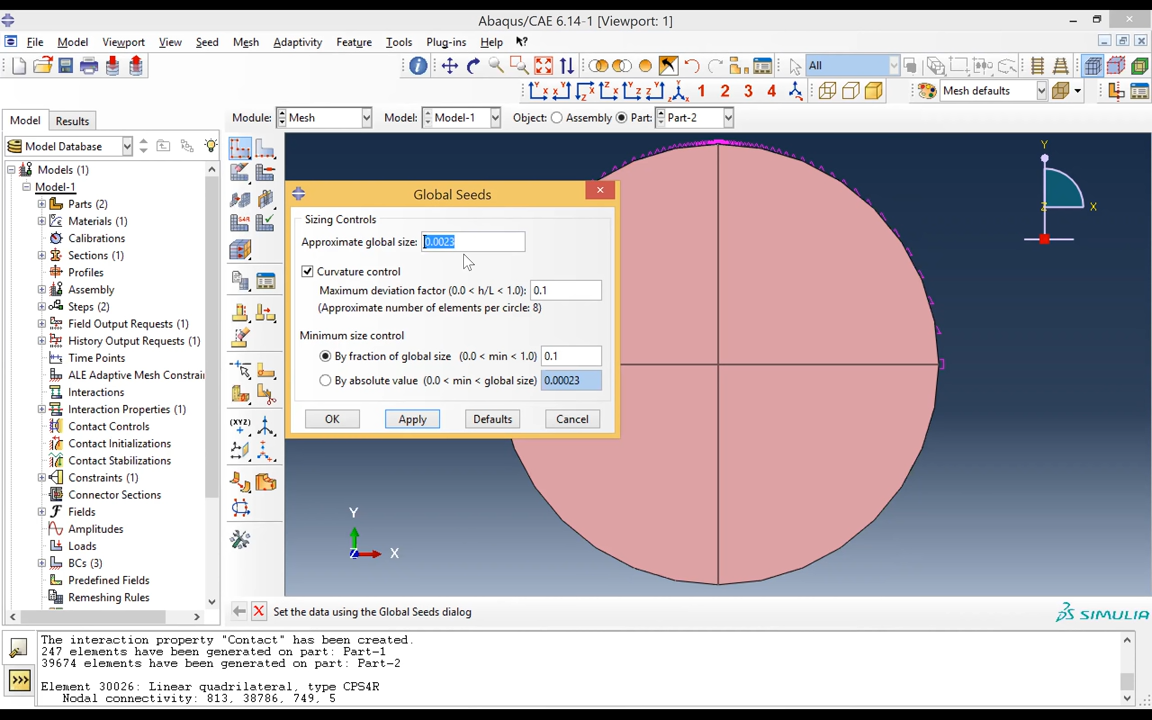 Abaqus/CAE 6.14-1 [Viewport: 1]
File Model Viewport View Seed Mesh Adaptivity Feature Tools Plug-ins Help
All
1 2 3 4 Mesh defaults
Model Results
Module: Mesh Model: Model-1 Object: Assembly Part: Part-2
Model Database
Models (1)
Model-1
Parts (2)
Materials (1)
Calibrations
Sections (1)
Profiles
Assembly
Steps (2)
Field Output Requests (1)
History Output Requests (1)
Time Points
ALE Adaptive Mesh Constrai
Interactions
Interaction Properties (1)
Contact Controls
Contact Initializations
Contact Stabilizations
Constraints (1)
Connector Sections
Fields
Amplitudes
Loads
BCs (3)
Predefined Fields
Remeshing Rules
Global Seeds
Sizing Controls
Approximate global size: 0.0023
Curvature control
Maximum deviation factor (0.0 < h/L < 1.0): 0.1
(Approximate number of elements per circle: 8)
Minimum size control
By fraction of global size (0.0 < min < 1.0) 0.1
By absolute value (0.0 < min < global size) 0.00023
OK Apply Defaults Cancel
Y
Z X
Y
Z X
Set the data using the Global Seeds dialog
SIMULIA
The interaction property "Contact" has been created.
247 elements have been generated on part: Part-1
39674 elements have been generated on part: Part-2
Element 30026: Linear quadrilateral, type CPS4R
Nodal connectivity: 813, 38786, 749, 5